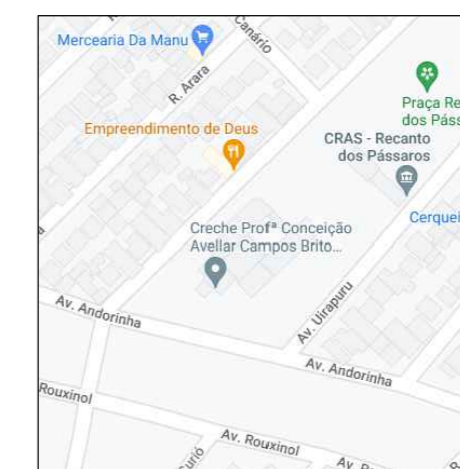 Canário
Mercearia Da Manu
R. Arara
Praça Re
dos Páss
Empreendimento de Deus
CRAS - Recanto
dos Pássaros
Creche Profª Conceição
Avellar Campos Brito...
Cerquei
Av. Uirapuru
Av. Andorinha
Av. Andorinha
Rouxinol
Av. Rouxinol
urió